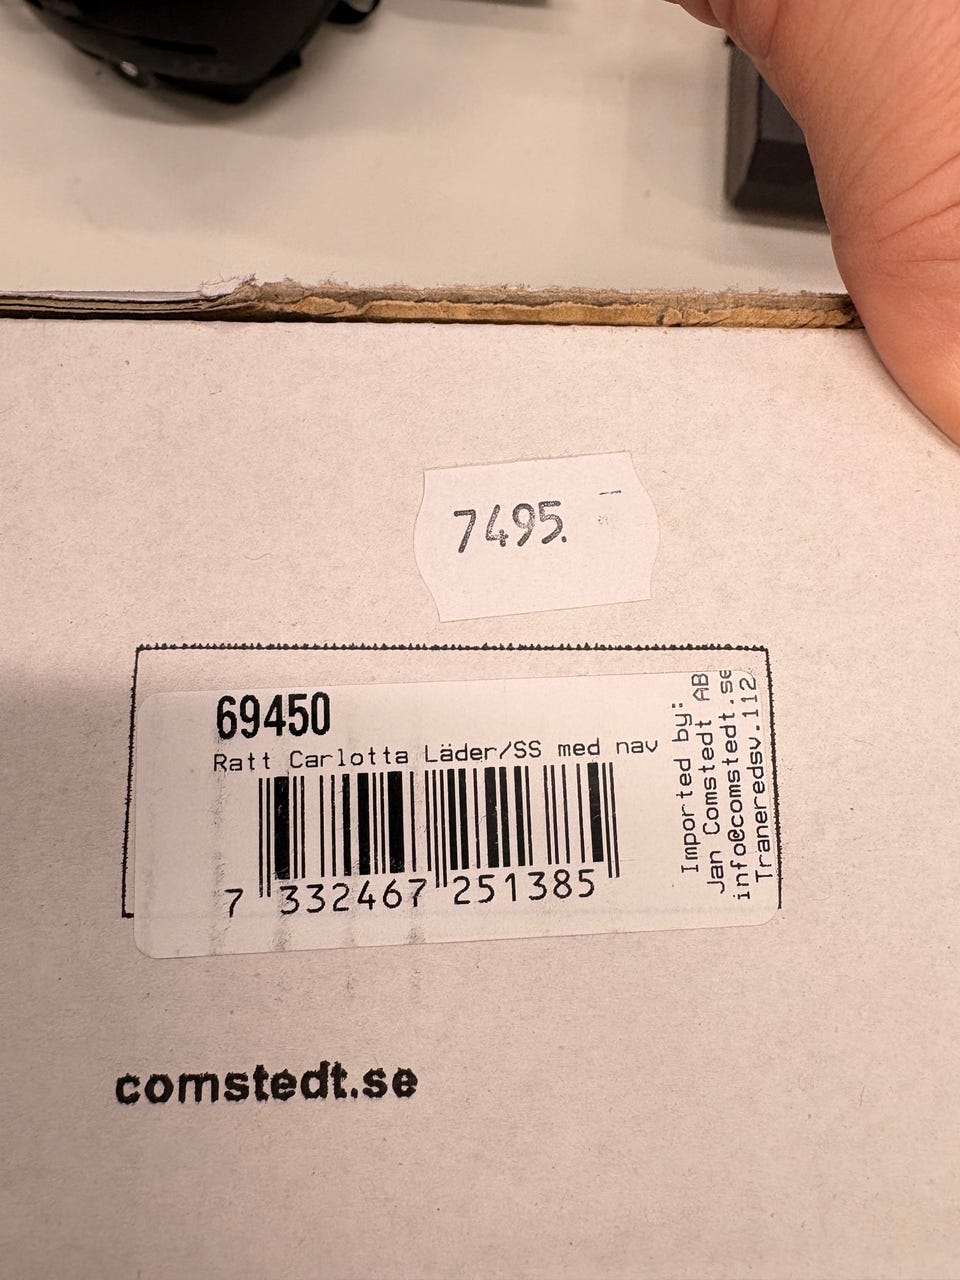 7495.-
69450
Ratt Carlotta Läder/SS med nav
7 332467 251385
Imported by:
Jan Comstedt AB
info@comstedt.se
Traneredsv.112
comstedt.se